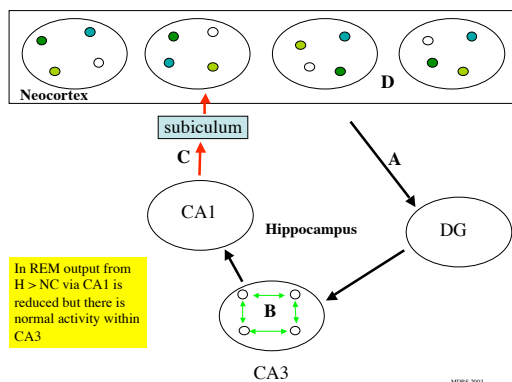 D
Neocortex
subiculum
A
C
CA1
Hippocampus
DG
In REM output from
H > NC via CA1 is
reduced but there is
normal activity within
CA3
B
CA3